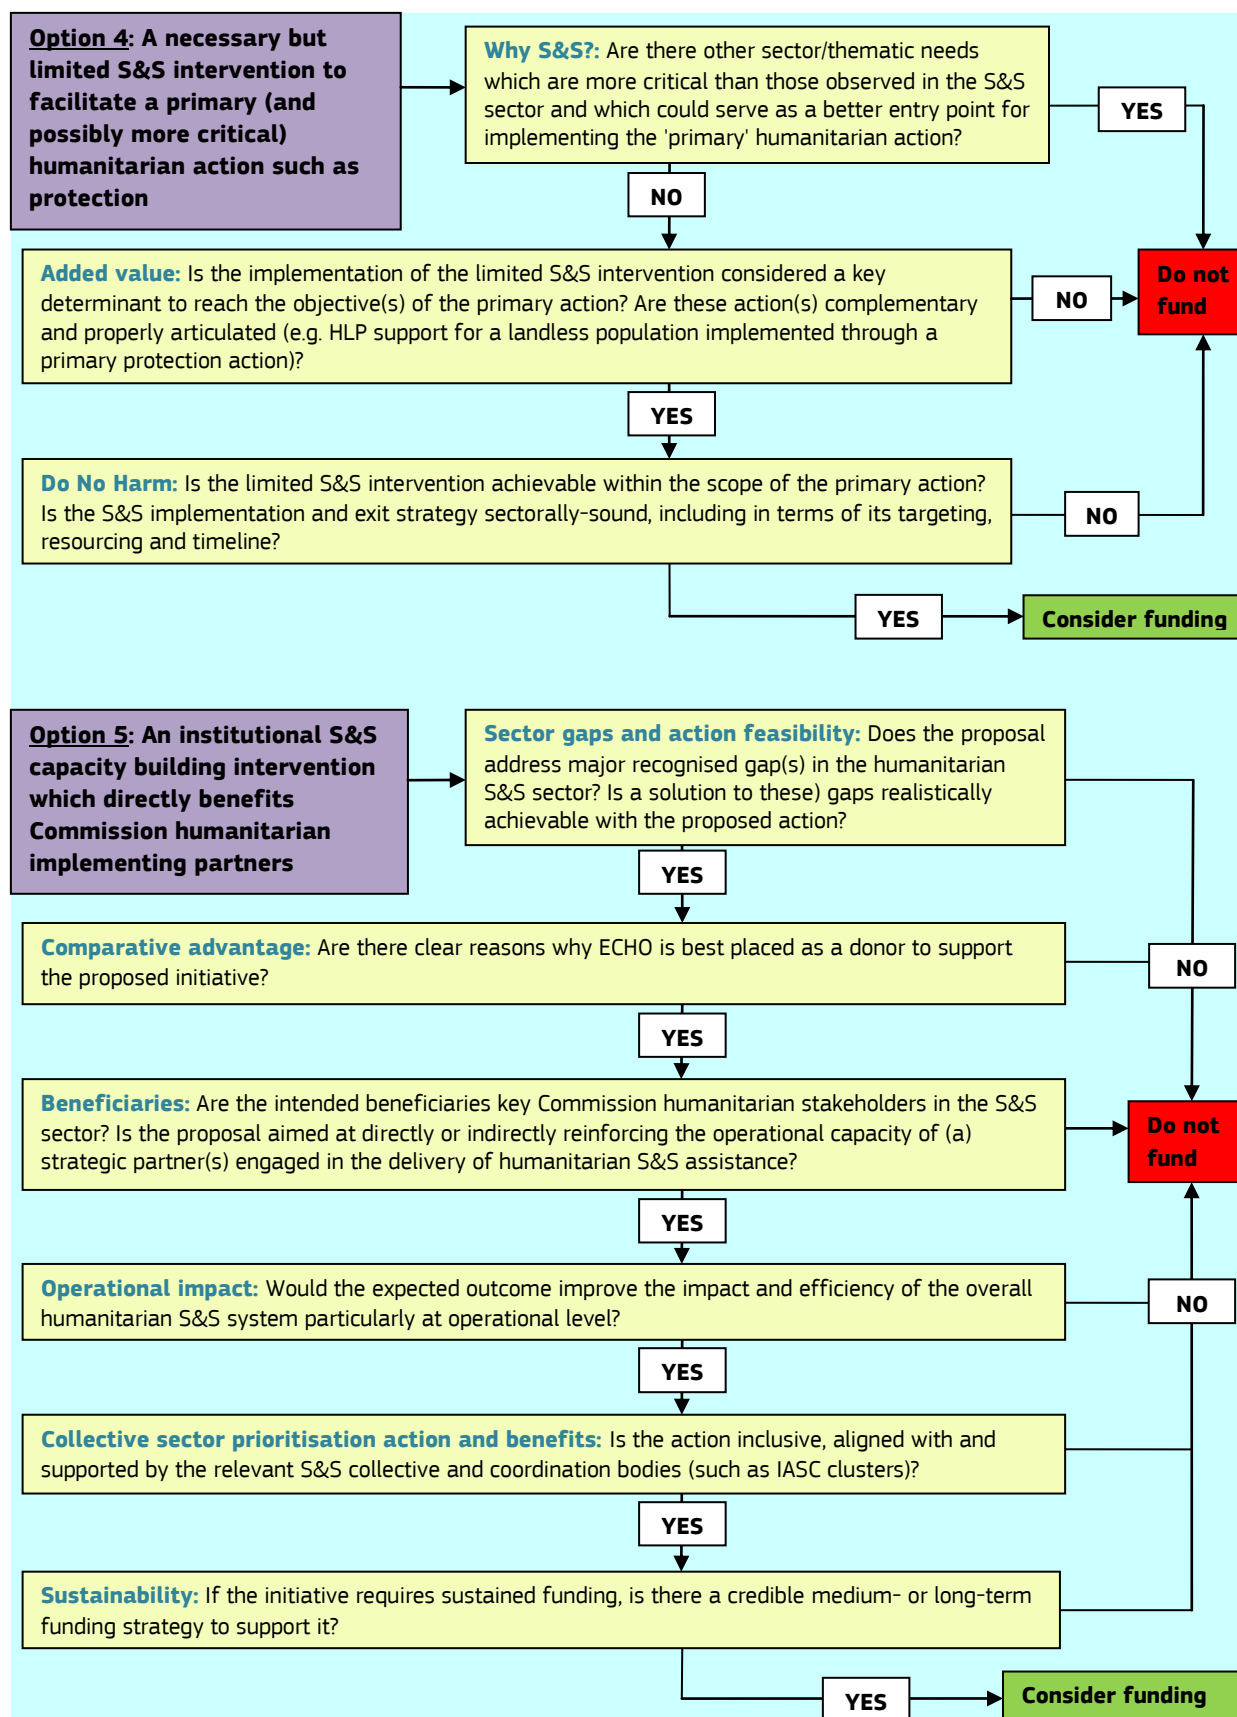 Option 4: A necessary but
limited S&S intervention to
facilitate a primary (and
possibly more critical)
humanitarian action such as
protection
Why S&S?: Are there other sector/thematic needs
which are more critical than those observed in the S&S
sector and which could serve as a better entry point for
implementing the 'primary' humanitarian action?
YES
NO
Added value: Is the implementation of the limited S&S intervention considered a key
determinant to reach the objective(s) of the primary action? Are these action(s) complementary
and properly articulated (e.g. HLP support for a landless population implemented through a
primary protection action)?
NO
Do not
fund
YES
Do No Harm: Is the limited S&S intervention achievable within the scope of the primary action?
Is the S&S implementation and exit strategy sectorally-sound, including in terms of its targeting,
resourcing and timeline?
NO
YES
Consider funding
Option 5: An institutional S&S
capacity building intervention
which directly benefits
Commission humanitarian
implementing partners
Sector gaps and action feasibility: Does the proposal
address major recognised gap(s) in the humanitarian
S&S sector? Is a solution to these) gaps realistically
achievable with the proposed action?
YES
Comparative advantage: Are there clear reasons why ECHO is best placed as a donor to support
the proposed initiative?
NO
YES
Beneficiaries: Are the intended beneficiaries key Commission humanitarian stakeholders in the S&S
sector? Is the proposal aimed at directly or indirectly reinforcing the operational capacity of (a)
strategic partner(s) engaged in the delivery of humanitarian S&S assistance?
Do not
fund
YES
Operational impact: Would the expected outcome improve the impact and efficiency of the overall
humanitarian S&S system particularly at operational level?
NO
YES
Collective sector prioritisation action and benefits: Is the action inclusive, aligned with and
supported by the relevant S&S collective and coordination bodies (such as IASC clusters)?
YES
Sustainability: If the initiative requires sustained funding, is there a credible medium- or long-term
funding strategy to support it?
YES
Consider funding